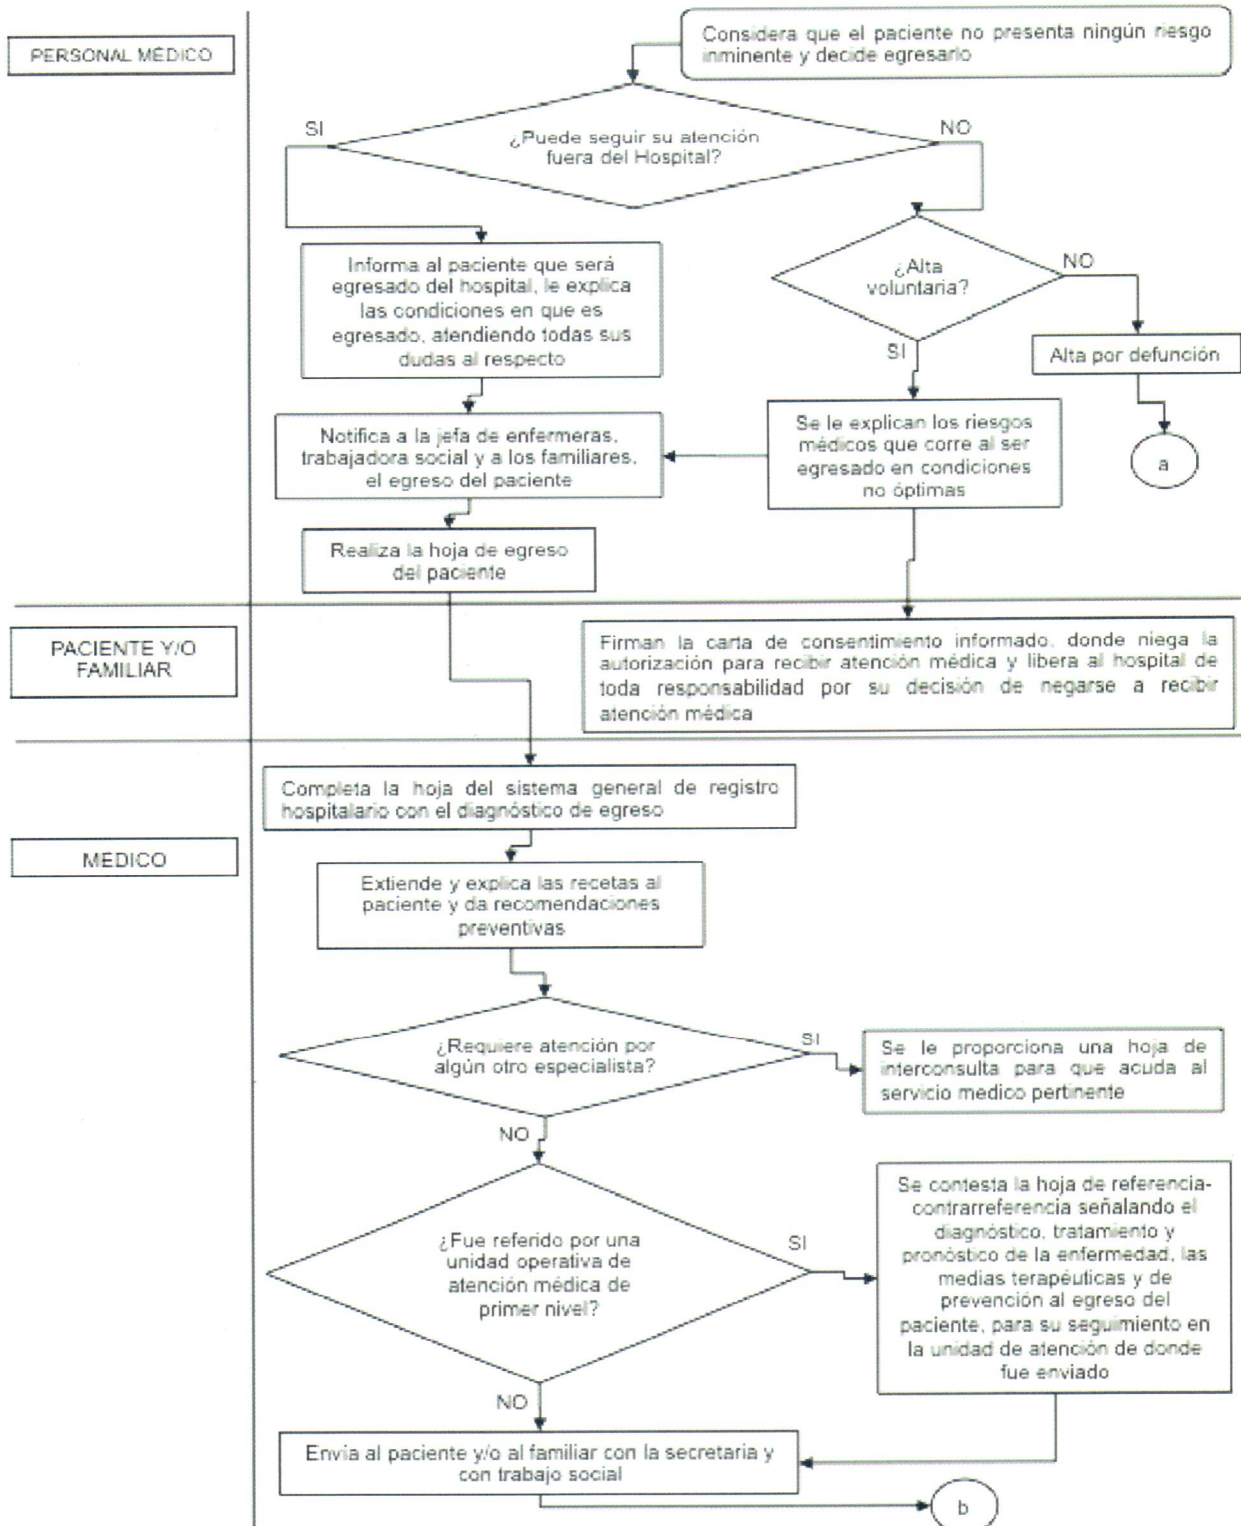 PERSONAL MÉDICO
Considera que el paciente no presenta ningún riesgo
inminente y decide egresarlo
¿Puede seguir su atención
fuera del Hospital?
SI
NO
Informa al paciente que será
egresado del hospital, le explica
las condiciones en que es
egresado, atendiendo todas sus
dudas al respecto
¿Alta
voluntaria?
NO
SI
Alta por defunción
a
Notifica a la jefa de enfermeras,
trabajadora social y a los familiares,
el egreso del paciente
Se le explican los riesgos
médicos que corre al ser
egresado en condiciones
no óptimas
Realiza la hoja de egreso
del paciente
PACIENTE Y/O
FAMILIAR
Firman la carta de consentimiento informado, donde niega la
autorización para recibir atención médica y libera al hospital de
toda responsabilidad por su decisión de negarse a recibir
atención médica
MEDICO
Completa la hoja del sistema general de registro
hospitalario con el diagnóstico de egreso
Extiende y explica las recetas al
paciente y da recomendaciones
preventivas
¿Requiere atención por
algún otro especialista?
SI
Se le proporciona una hoja de
interconsulta para que acuda al
servicio medico pertinente
NO
¿Fue referido por una
unidad operativa de
atención médica de
primer nivel?
SI
Se contesta la hoja de referencia-
contrarreferencia señalando el
diagnóstico, tratamiento y
pronóstico de la enfermedad, las
medias terapéuticas y de
prevención al egreso del
paciente, para su seguimiento en
la unidad de atención de donde
fue enviado
NO
Envia al paciente y/o al familiar con la secretaria y
con trabajo social
b